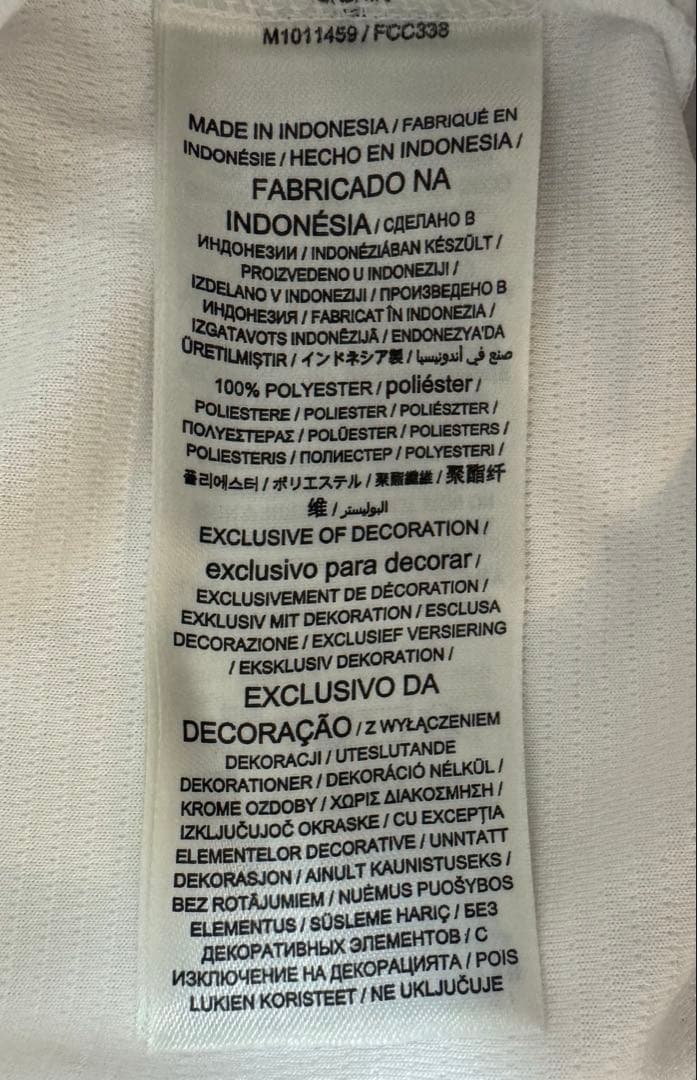 M1011459 / FCC338
MADE IN INDONESIA / FABRIQUÉ EN
INDONÉSIE / HECHO EN INDONESIA /
FABRICADO NA
INDONÉSIA / СДЕЛАНО В
ИНДОНЕЗИИ / INDONÉZIÁBAN KÉSZÜLT /
PROIZVEDENO U INDONEZIJI /
IZDELANO V INDONEZIJI / ПРОИЗВЕДЕНО В
ИНДОНЕЗИЯ / FABRICAT ÎN INDONEZIA /
IZGATAVOTS INDONĒZIJĀ / ENDONEZYA'DA
ÜRETILMIŞTIR / インドネシア製 / صنع في أندونيسيا
100% POLYESTER / poliéster /
POLIESTERE / POLIESTER / POLIÉSZTER /
ΠΟΛΥΕΣΤΕΡΑΣ / POLÜESTER / POLIESTERS /
POLIESTERIS / ПОЛИЕСТЕР / POLYESTERI /
폴리에스터 / ポリエステル / 聚酯纖維 / 聚酯纤
维 / البوليستر
EXCLUSIVE OF DECORATION /
exclusivo para decorar /
EXCLUSIVEMENT DE DÉCORATION /
EXKLUSIV MIT DEKORATION / ESCLUSA
DECORAZIONE / EXCLUSIEF VERSIERING
/ EKSKLUSIV DEKORATION /
EXCLUSIVO DA
DECORAÇÃO / Z WYŁĄCZENIEM
DEKORACJI / UTESLUTANDE
DEKORATIONER / DEKORÁCIÓ NÉLKÜL /
KROME OZDOBY / ΧΩΡΙΣ ΔΙΑΚΟΣΜΗΣΗ /
IZKLJUČUJOČ OKRASKE / CU EXCEPŢIA
ELEMENTELOR DECORATIVE / UNNTATT
DEKORASJON / AINULT KAUNISTUSEKS /
BEZ ROTĀJUMIEM / NUĖMUS PUOŠYBOS
ELEMENTUS / SÜSLEME HARIÇ / БЕЗ
ДЕКОРАТИВНЫХ ЭЛЕМЕНТОВ / С
ИЗКЛЮЧЕНИЕ НА ДЕКОРАЦИЯТА / POIS
LUKIEN KORISTEET / NE UKLJUČUJE